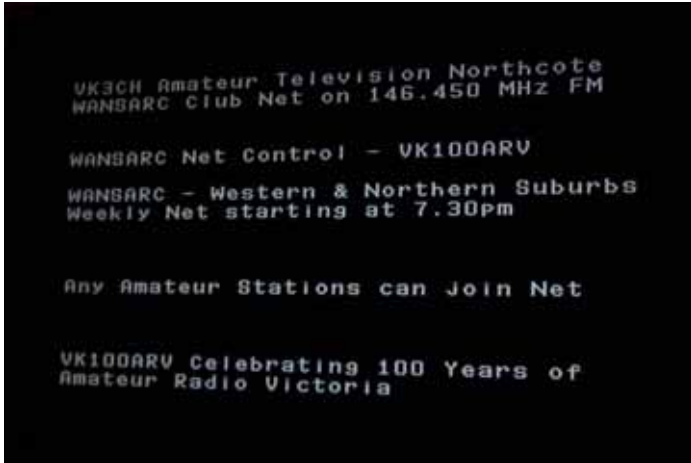 VK3CH Amateur Television Northcote
WANSARC Club Net on 146.450 MHz FM
WANSARC Net Control - VK100ARV
WANSARC - Western & Northern Suburbs
Weekly Net starting at 7.30pm
Any Amateur Stations can Join Net
VK100ARV Celebrating 100 Years of
Amateur Radio Victoria